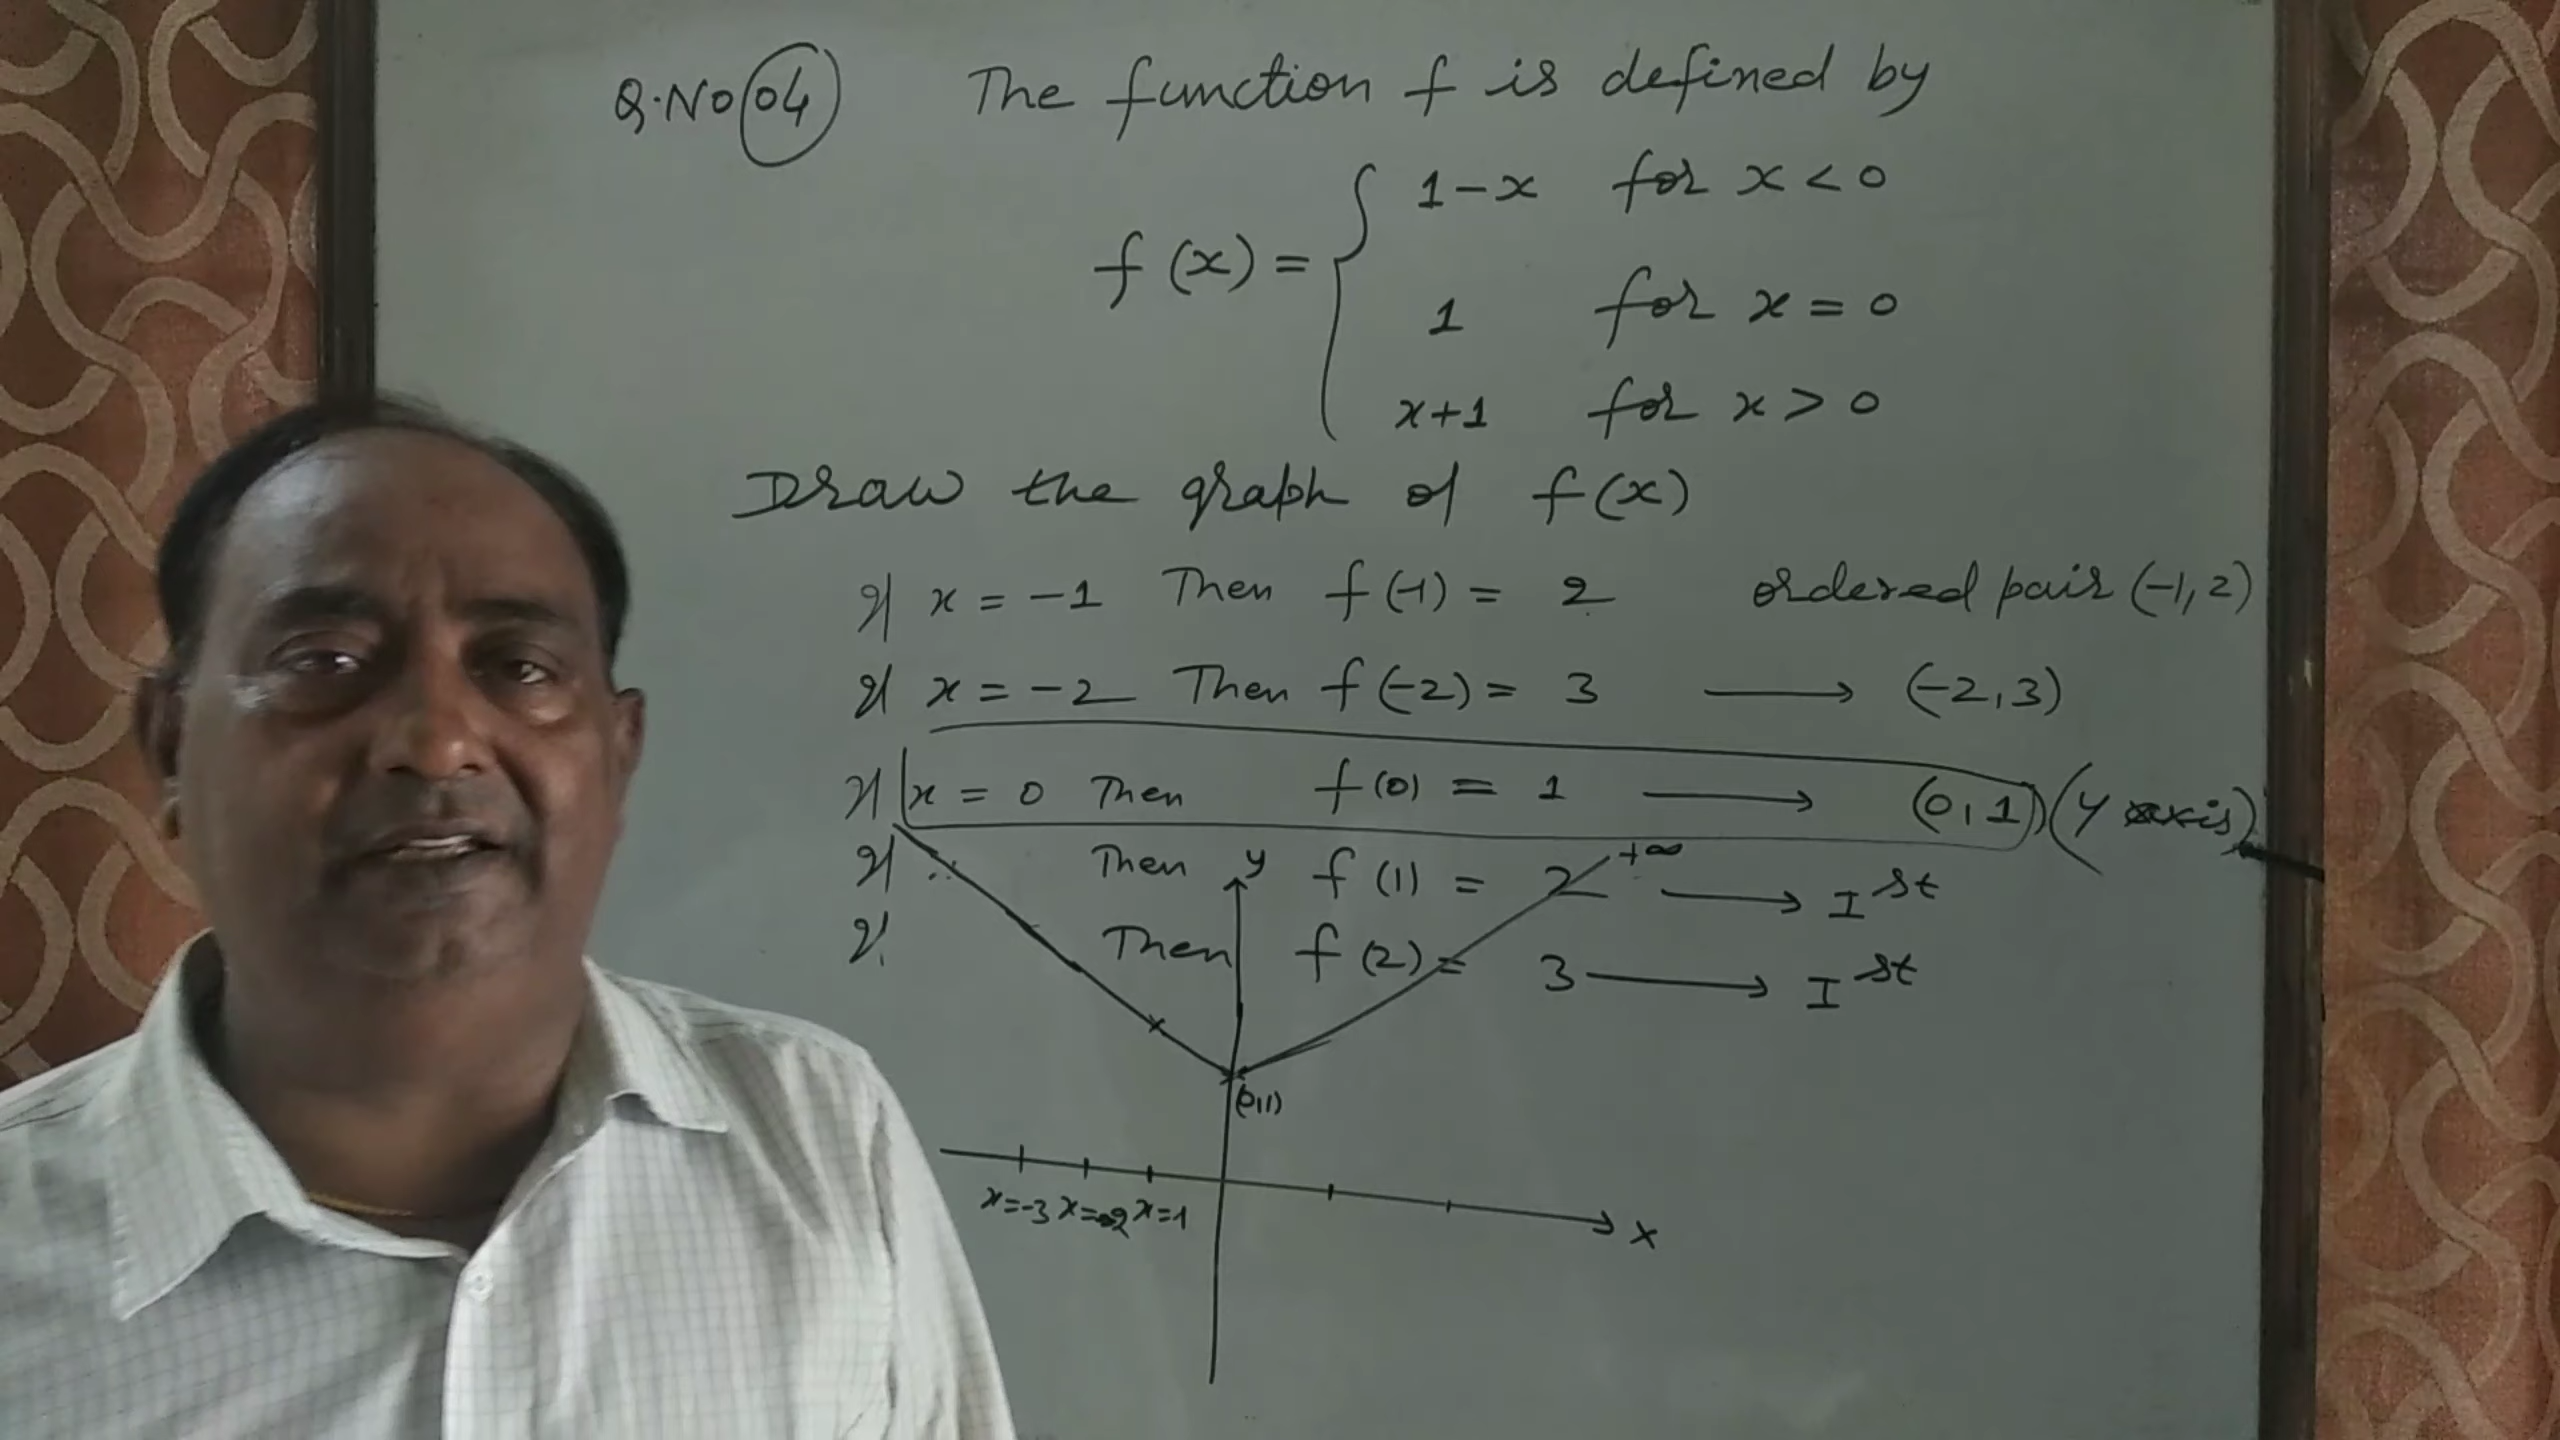 Q.No 04 The function f is defined by
f(x) = { 1-x for x < 0
1 for x = 0
x+1 for x > 0
Draw the graph of f(x)
If x = -1 Then f(-1) = 2 ordered pair (-1,2)
If x = -2 Then f(-2) = 3 ⟶ (-2,3)
If x = 0 Then f(0) = 1 ⟶ (0,1) (Y axis)
If Then f(1) = 2 ⟶ I st
If Then f(2) = 3 ⟶ I st
y
+∞
(0,1)
x=-3 x=-2 x=1
x